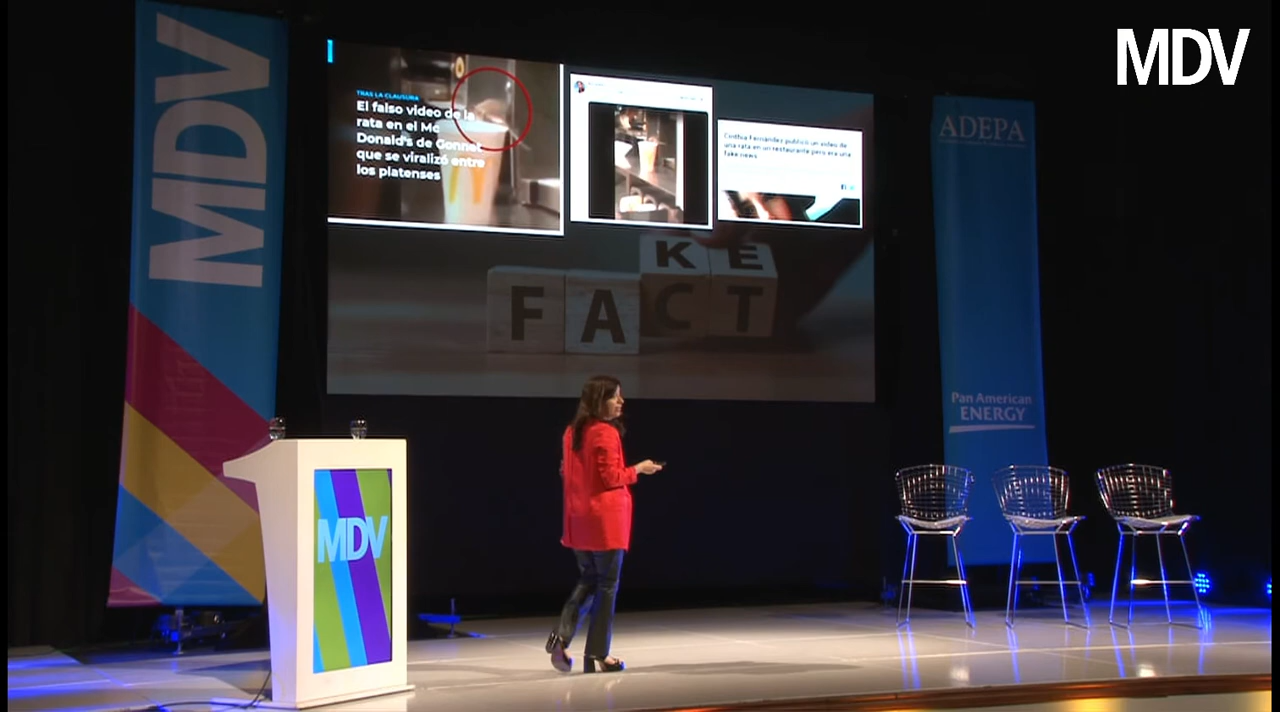 MDV
MDV
TRAS LA CLAUSURA
El falso video de la
rata en el Mc
Donald's de Gonnet
que se viralizó entre
los platenses
Cinthia Fernández publicó un video de
una rata en un restaurante pero era una
fake news
KE
FACT
ADEPA
Pan American
ENERGY
MDV